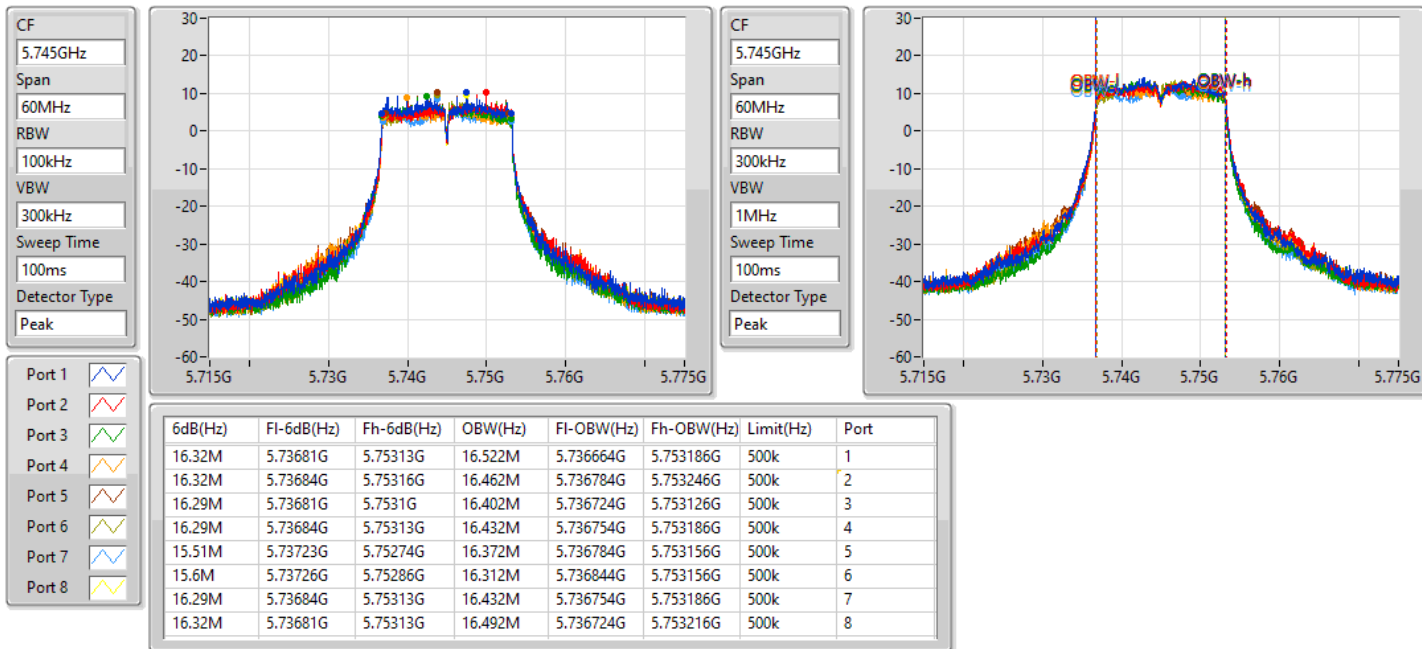 CF
5.745GHz
Span
60MHz
RBW
100kHz
VBW
300kHz
Sweep Time
100ms
Detector Type
Peak
30
20
10
0
-10
-20
-30
-40
-50
-60
5.715G 5.73G 5.74G 5.75G 5.76G 5.775G
CF
5.745GHz
Span
60MHz
RBW
300kHz
VBW
1MHz
Sweep Time
100ms
Detector Type
Peak
30
20
10
0
-10
-20
-30
-40
-50
-60
OBW-l OBW-h
5.715G 5.73G 5.74G 5.75G 5.76G 5.775G
Port 1
Port 2
Port 3
Port 4
Port 5
Port 6
Port 7
Port 8
6dB(Hz) Fl-6dB(Hz) Fh-6dB(Hz) OBW(Hz) Fl-OBW(Hz) Fh-OBW(Hz) Limit(Hz) Port
16.32M 5.73681G 5.75313G 16.522M 5.736664G 5.753186G 500k 1
16.32M 5.73684G 5.75316G 16.462M 5.736784G 5.753246G 500k 2
16.29M 5.73681G 5.7531G 16.402M 5.736724G 5.753126G 500k 3
16.29M 5.73684G 5.75313G 16.432M 5.736754G 5.753186G 500k 4
15.51M 5.73723G 5.75274G 16.372M 5.736784G 5.753156G 500k 5
15.6M 5.73726G 5.75286G 16.312M 5.736844G 5.753156G 500k 6
16.29M 5.73684G 5.75313G 16.432M 5.736754G 5.753186G 500k 7
16.32M 5.73681G 5.75313G 16.492M 5.736724G 5.753216G 500k 8